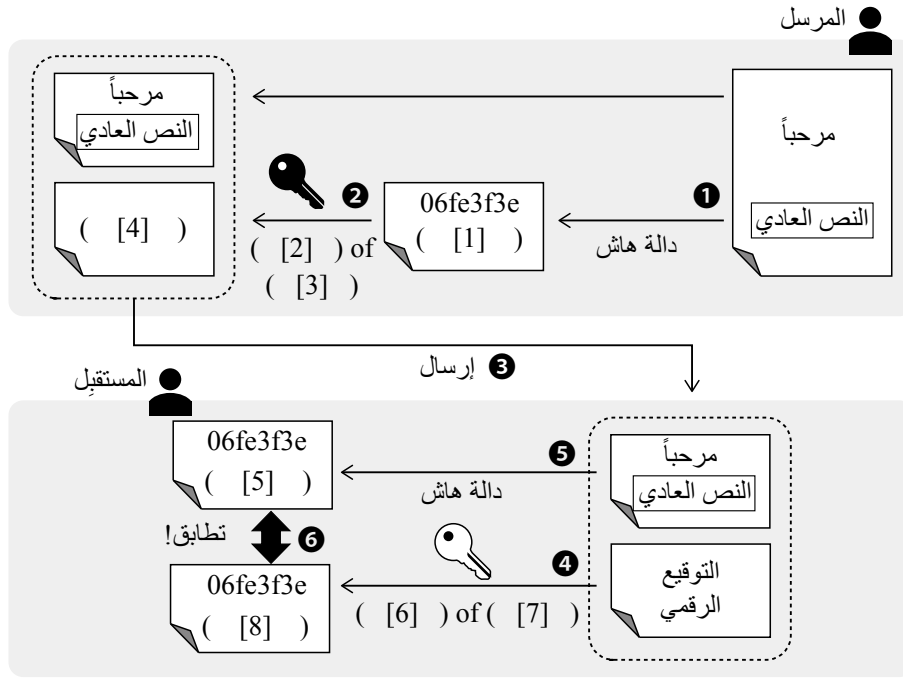 المرسل
مرحباً
النص العادي
مرحباً
النص العادي
❶
دالة هاش
06fe3f3e
( [1] )
❷
( [2] ) of
( [3] )
( [4] )
❸ إرسال
المستقبِل
مرحباً
النص العادي
التوقيع
الرقمي
❺
دالة هاش
06fe3f3e
( [5] )
❹
( [6] ) of ( [7] )
تطابق!
❻
06fe3f3e
( [8] )